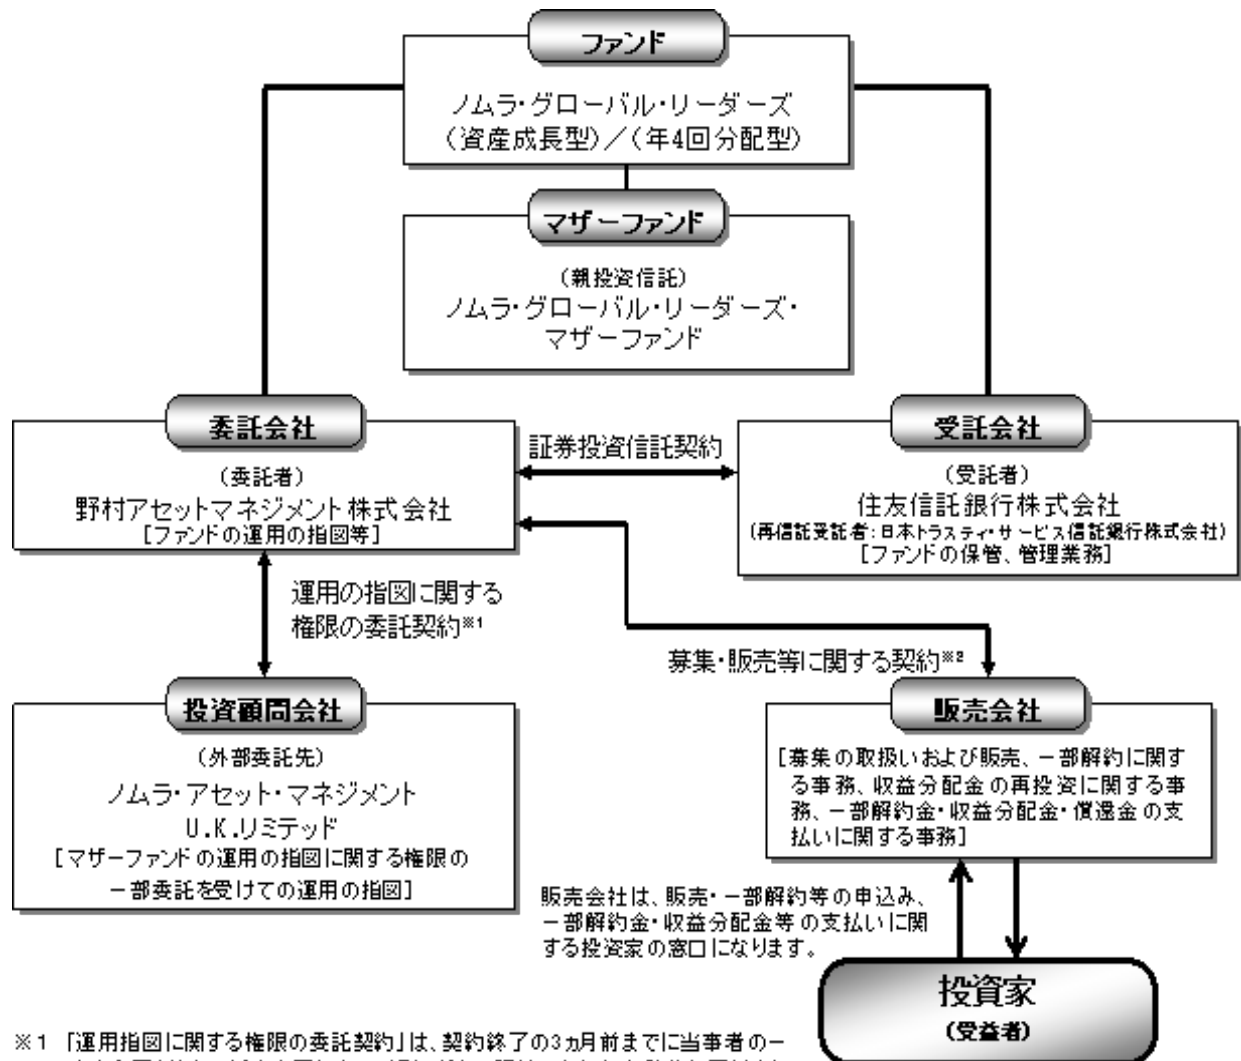 ファンド
ノムラ・グローバル・リーダーズ
(資産成長型)／(年4回分配型)
マザーファンド
(親投資信託)
ノムラ・グローバル・リーダーズ・
マザーファンド
委託会社
(委託者)
野村アセットマネジメント株式会社
[ファンドの運用の指図等]
証券投資信託契約
受託会社
(受託者)
住友信託銀行株式会社
(再信託受託者:日本トラスティ・サービス信託銀行株式会社)
[ファンドの保管、管理業務]
運用の指図に関する
権限の委託契約※1
募集・販売等に関する契約※2
投資顧問会社
(外部委託先)
ノムラ・アセット・マネジメント
U.K.リミテッド
[マザーファンドの運用の指図に関する権限の
一部委託を受けての運用の指図]
販売会社
[募集の取扱いおよび販売、一部解約に関す
る事務、収益分配金の再投資に関する事
務、一部解約金・収益分配金・償還金の支
払いに関する事務]
販売会社は、販売・一部解約等の申込み、
一部解約金・収益分配金等の支払いに関
する投資家の窓口になります。
投資家
(受益者)
※1 「運用指図に関する権限の委託契約」は、契約終了の3ヵ月前までに当事者の一